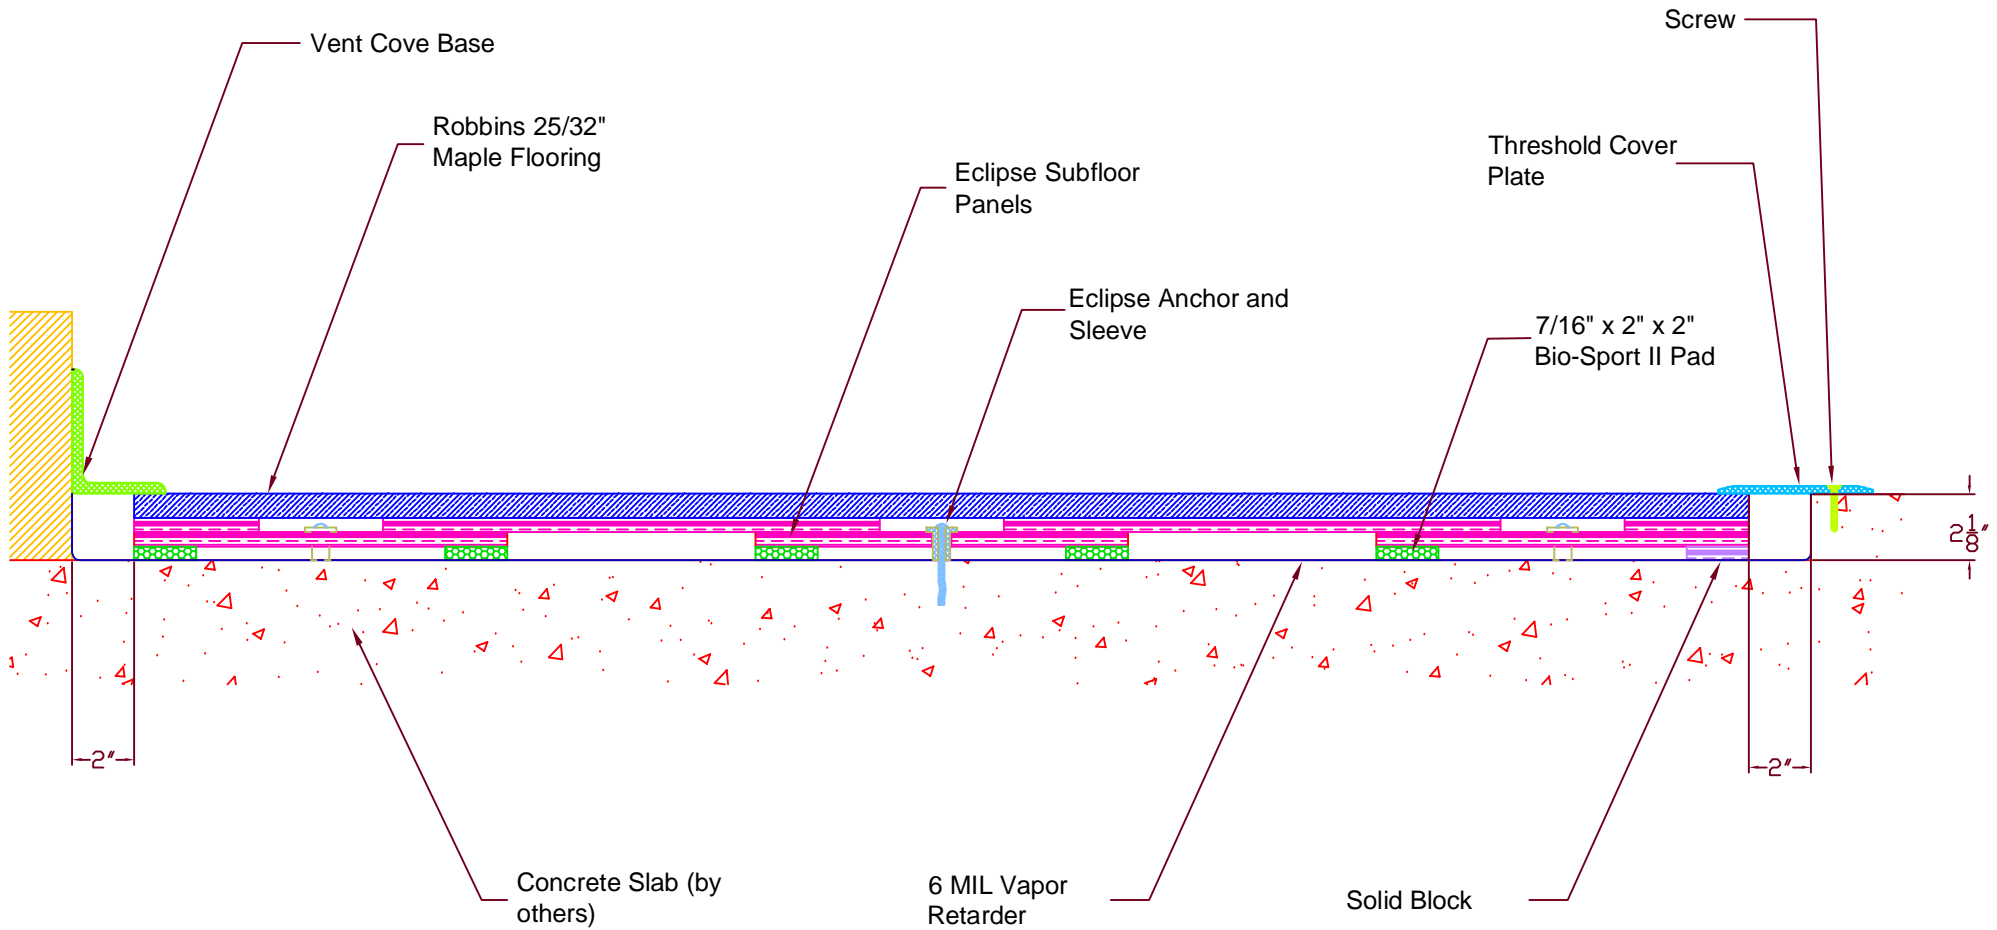 Screw
Vent Cove Base
Robbins 25/32"
Maple Flooring
Threshold Cover
Plate
Eclipse Subfloor
Panels
Eclipse Anchor and
Sleeve
7/16" x 2" x 2"
Bio-Sport II Pad
2 1/8"
2"
2"
Concrete Slab (by
others)
6 MIL Vapor
Retarder
Solid Block